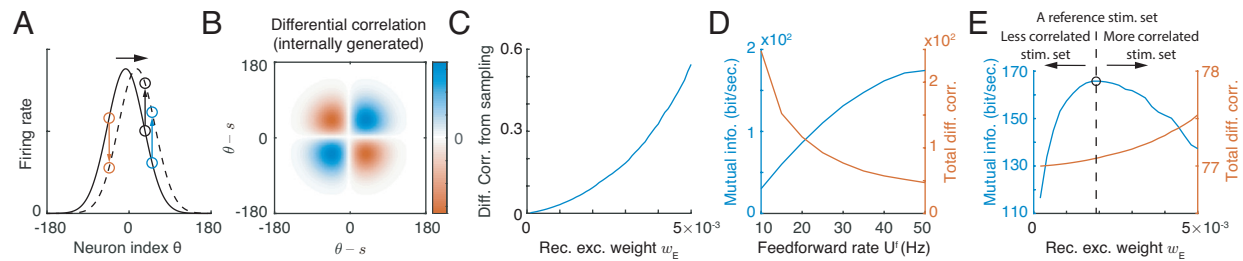 A
Firing rate
0
-180
0
180
Neuron index θ
B
Differential correlation
(internally generated)
180
0
-180
θ – s
-180
0
180
θ – s
0
C
Diff. Corr. from sampling
0.6
0.3
0
0
5×10⁻³
Rec. exc. weight w_E
D
×10²
2
1
0
Mutual info. (bit/sec.)
10
20
30
40
50
Feedforward rate Uᶠ (Hz)
×10²
2
1
0
Total diff. corr.
E
A reference stim. set
Less correlated
stim. set
More correlated
stim. set
170
150
130
110
Mutual info. (bit/sec.)
0
5×10⁻³
Rec. exc. weight w_E
78
77
Total diff. corr.